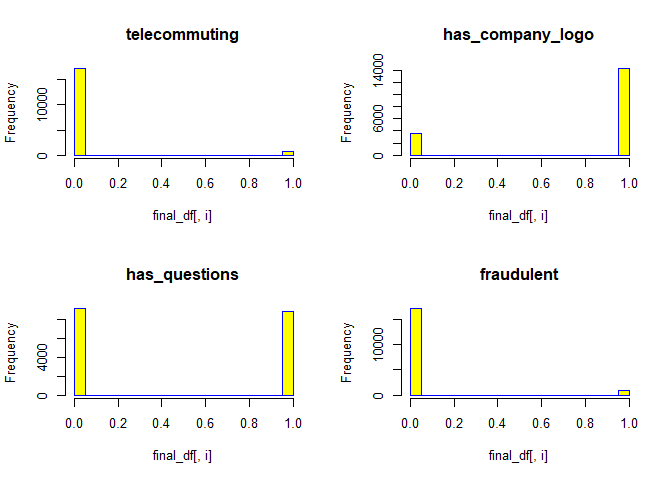 telecommuting
Frequency
0
10000
0.0 0.2 0.4 0.6 0.8 1.0
final_df[, i]
has_company_logo
Frequency
0
6000
14000
0.0 0.2 0.4 0.6 0.8 1.0
final_df[, i]
has_questions
Frequency
0
4000
0.0 0.2 0.4 0.6 0.8 1.0
final_df[, i]
fraudulent
Frequency
0
10000
0.0 0.2 0.4 0.6 0.8 1.0
final_df[, i]